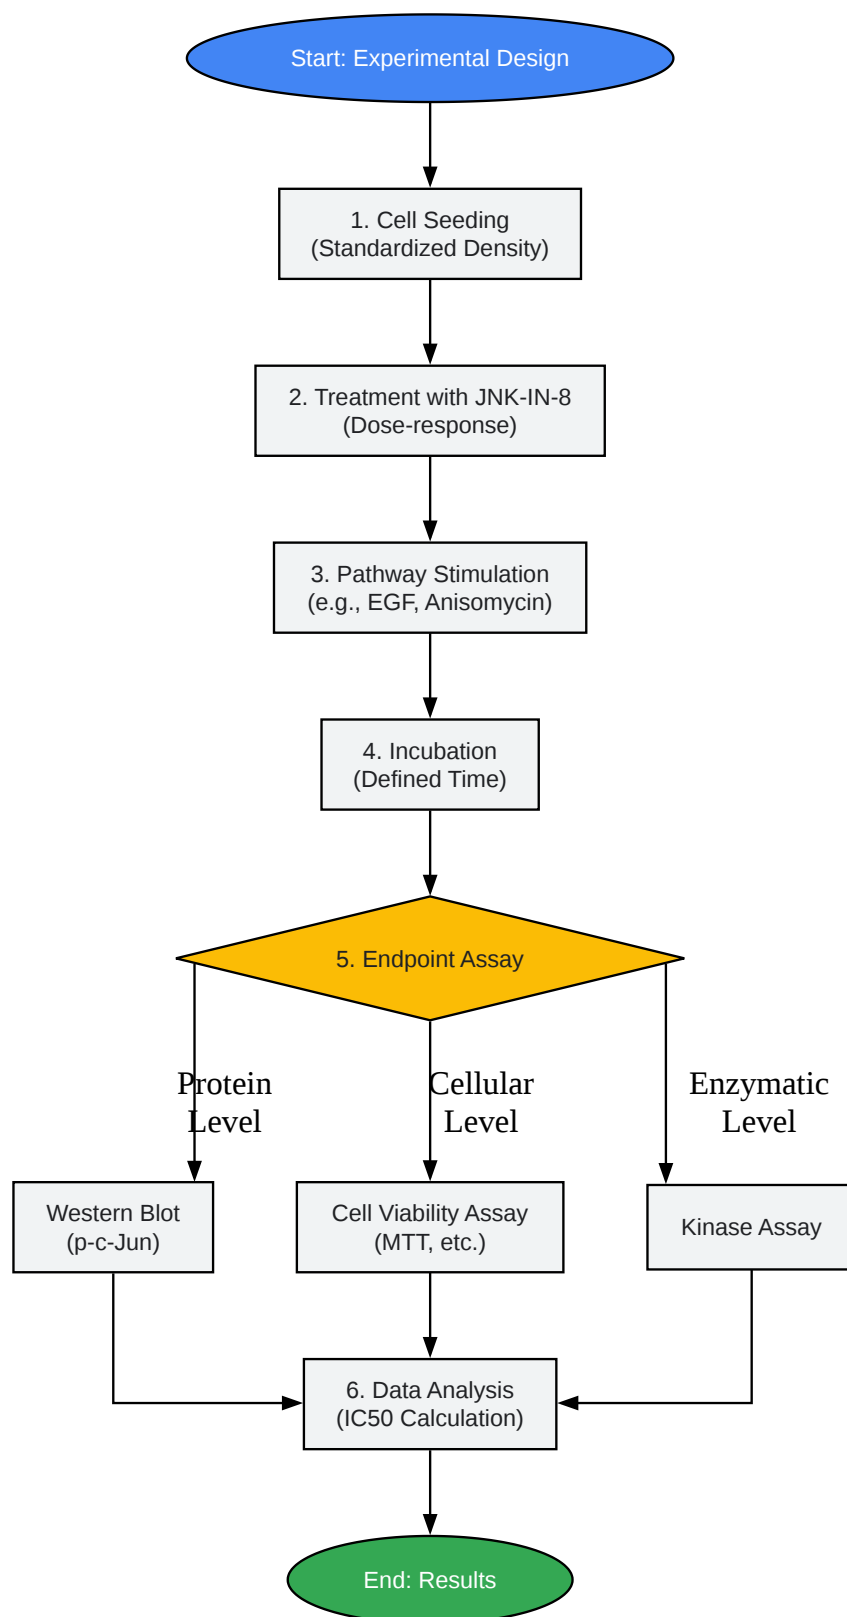 Start: Experimental Design
1. Cell Seeding
(Standardized Density)
2. Treatment with JNK-IN-8
(Dose-response)
3. Pathway Stimulation
(e.g., EGF, Anisomycin)
4. Incubation
(Defined Time)
5. Endpoint Assay
Protein
Level
Cellular
Level
Enzymatic
Level
Western Blot
(p-c-Jun)
Cell Viability Assay
(MTT, etc.)
Kinase Assay
6. Data Analysis
(IC50 Calculation)
End: Results